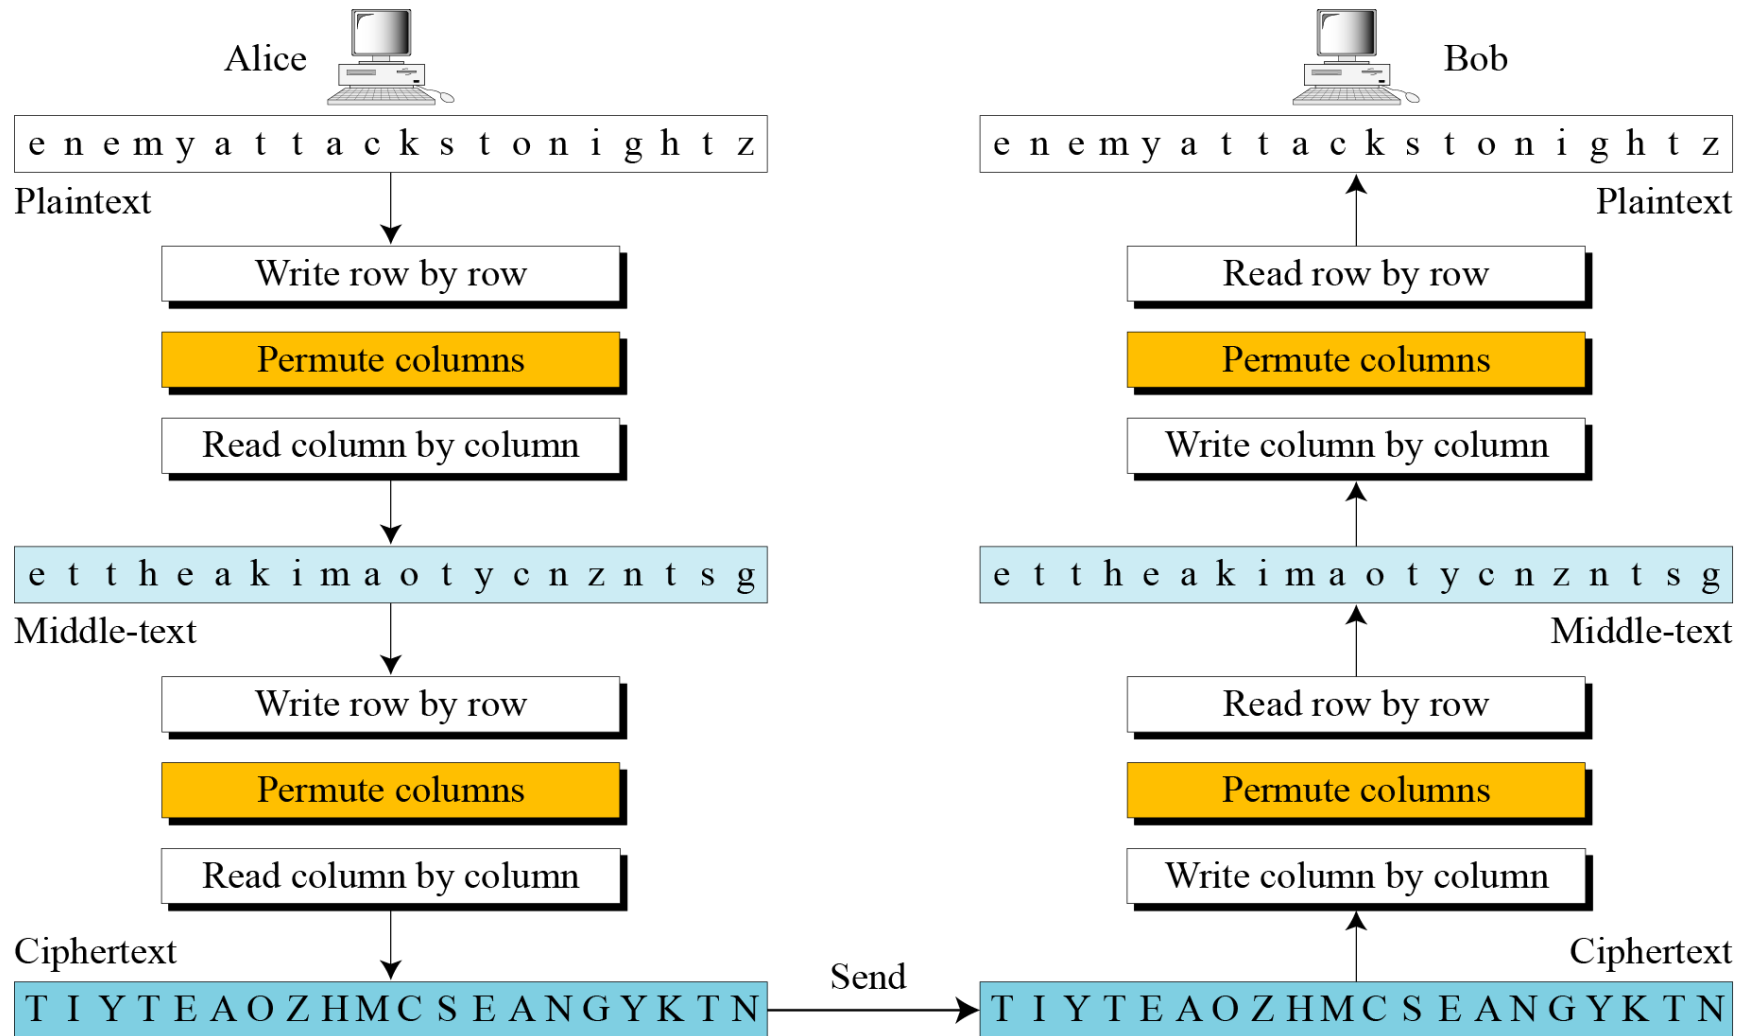 Alice
e n e m y a t t a c k s t o n i g h t z
Plaintext
Write row by row
Permute columns
Read column by column
e t t h e a k i m a o t y c n z n t s g
Middle-text
Write row by row
Permute columns
Read column by column
Ciphertext
T I Y T E A O Z H M C S E A N G Y K T N
Send
Bob
e n e m y a t t a c k s t o n i g h t z
Plaintext
Read row by row
Permute columns
Write column by column
e t t h e a k i m a o t y c n z n t s g
Middle-text
Read row by row
Permute columns
Write column by column
Ciphertext
T I Y T E A O Z H M C S E A N G Y K T N